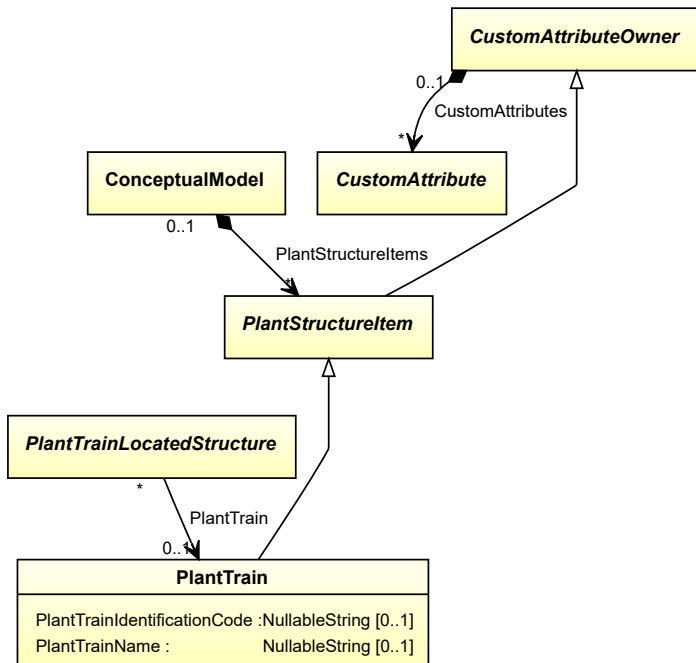 CustomAttributeOwner
0..1
CustomAttributes
*
ConceptualModel
CustomAttribute
0..1
PlantStructureItems
*
PlantStructureItem
PlantTrainLocatedStructure
*
PlantTrain
0..1
PlantTrain
PlantTrainIdentificationCode :NullableString [0..1]
PlantTrainName : NullableString [0..1]